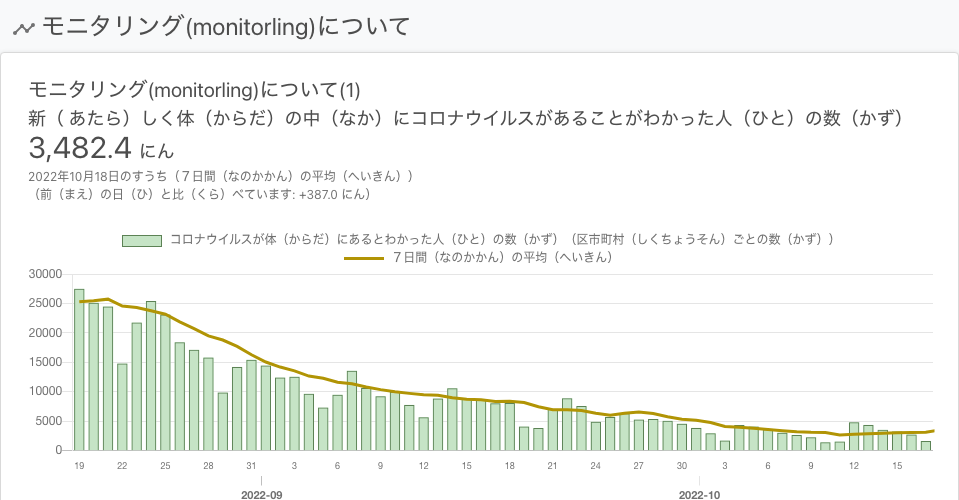 モニタリング(monitorling)について
モニタリング(monitorling)について(1)
新（ あたら）しく体（からだ）の中（なか）にコロナウイルスがあることがわかった人（ひと）の数（かず）
3,482.4 にん
2022年10月18日のすうち（７日間（なのかかん）の平均（へいきん））
（前（まえ）の日（ひ）と比（くら）べています: +387.0 にん）
コロナウイルスが体（からだ）にあるとわかった人（ひと）の数（かず）（区市町村（しくちょうそん）ごとの数（かず））
７日間（なのかかん）の平均（へいきん）
30000
25000
20000
15000
10000
5000
0
19 22 25 28 31 3 6 9 12 15 18 21 24 27 30 3 6 9 12 15
2022-09 2022-10